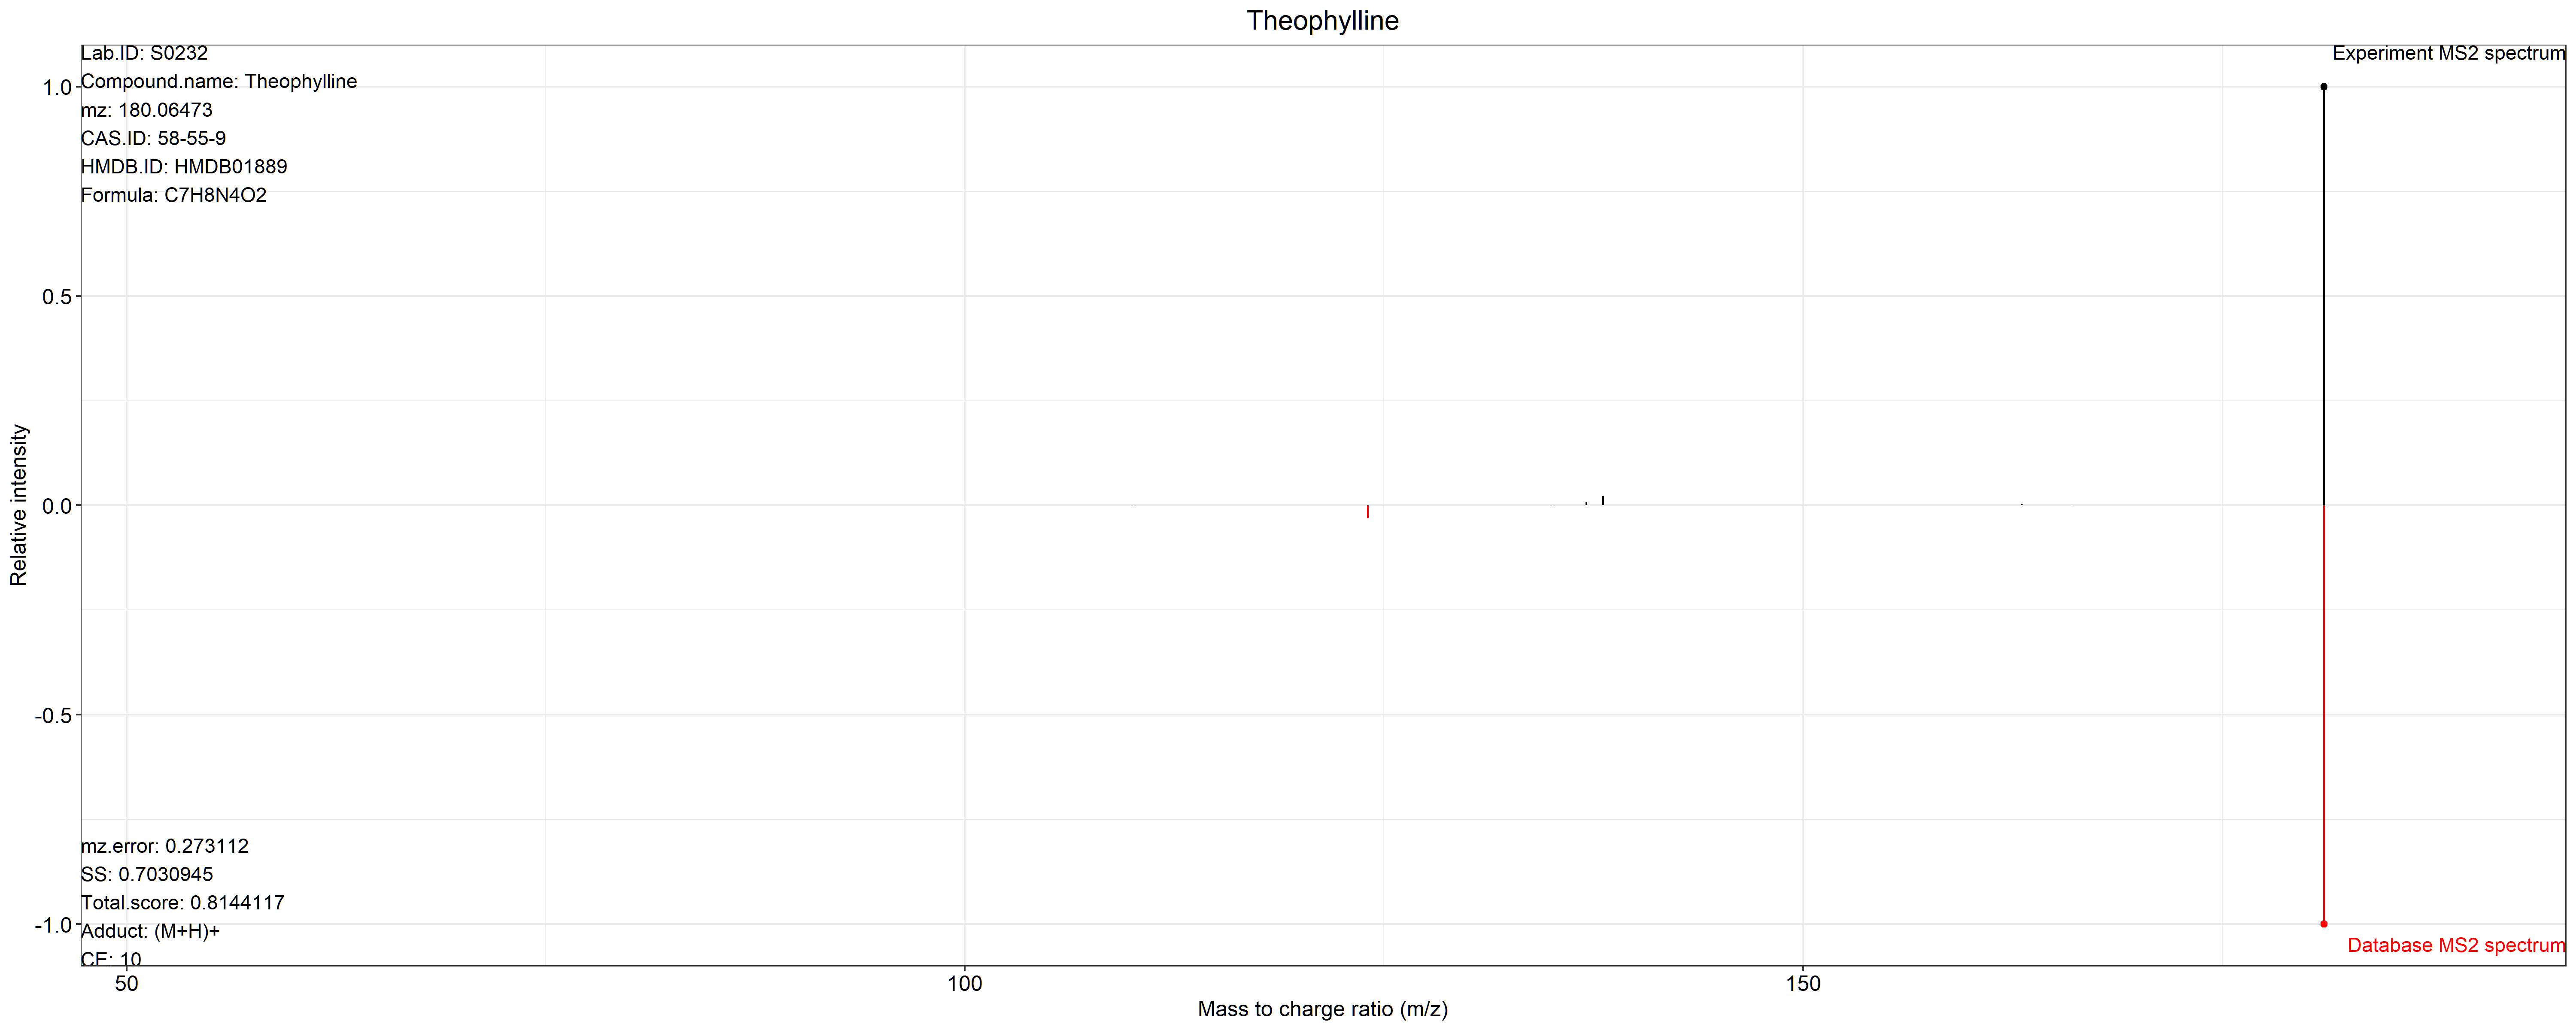 Theophylline
Lab.ID: S0232
Experiment MS2 spectrum
Compound.name: Theophylline
mz: 180.06473
CAS.ID: 58-55-9
HMDB.ID: HMDB01889
Formula: C7H8N4O2
1.0
0.5
0.0
-0.5
-1.0
Relative intensity
mz.error: 0.273112
SS: 0.7030945
Total.score: 0.8144117
Adduct: (M+H)+
CE: 10
Database MS2 spectrum
50
100
150
Mass to charge ratio (m/z)